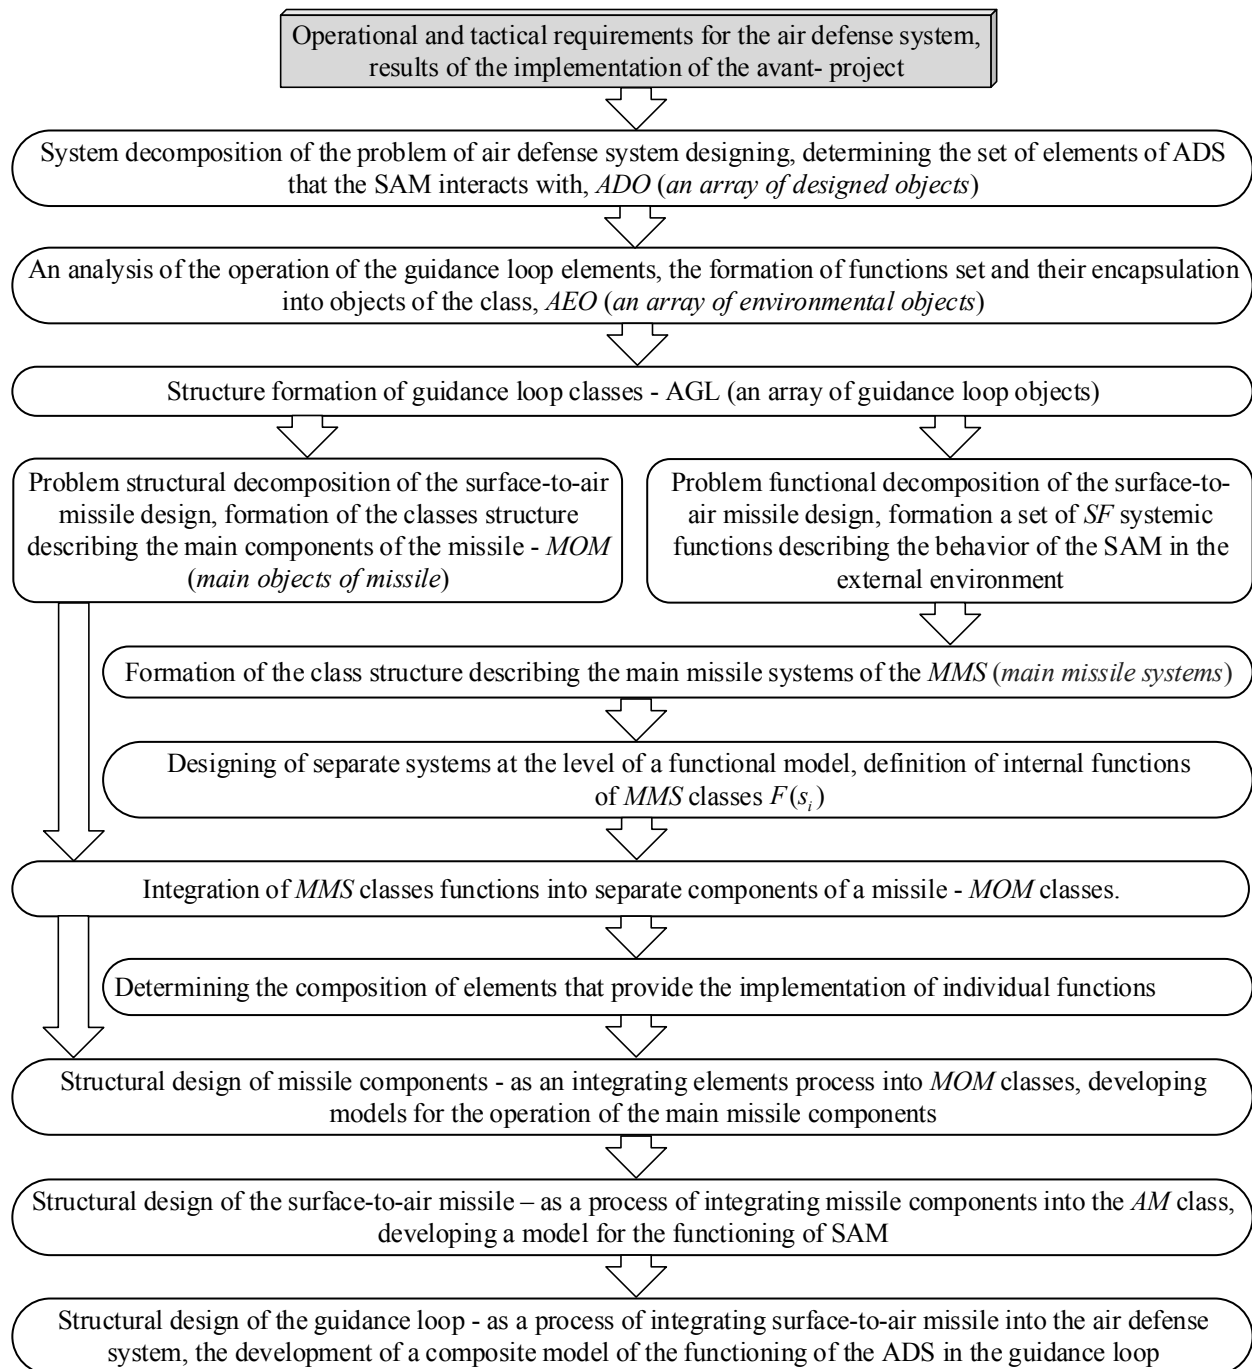 Operational and tactical requirements for the air defense system,
results of the implementation of the avant- project
System decomposition of the problem of air defense system designing, determining the set of elements of ADS
that the SAM interacts with, ADO (an array of designed objects)
An analysis of the operation of the guidance loop elements, the formation of functions set and their encapsulation
into objects of the class, AEO (an array of environmental objects)
Structure formation of guidance loop classes - AGL (an array of guidance loop objects)
Problem structural decomposition of the surface-to-air
missile design, formation of the classes structure
describing the main components of the missile - MOM
(main objects of missile)
Problem functional decomposition of the surface-to-
air missile design, formation a set of SF systemic
functions describing the behavior of the SAM in the
external environment
Formation of the class structure describing the main missile systems of the MMS (main missile systems)
Designing of separate systems at the level of a functional model, definition of internal functions
of MMS classes F(s_i)
Integration of MMS classes functions into separate components of a missile - MOM classes.
Determining the composition of elements that provide the implementation of individual functions
Structural design of missile components - as an integrating elements process into MOM classes, developing
models for the operation of the main missile components
Structural design of the surface-to-air missile – as a process of integrating missile components into the AM class,
developing a model for the functioning of SAM
Structural design of the guidance loop - as a process of integrating surface-to-air missile into the air defense
system, the development of a composite model of the functioning of the ADS in the guidance loop